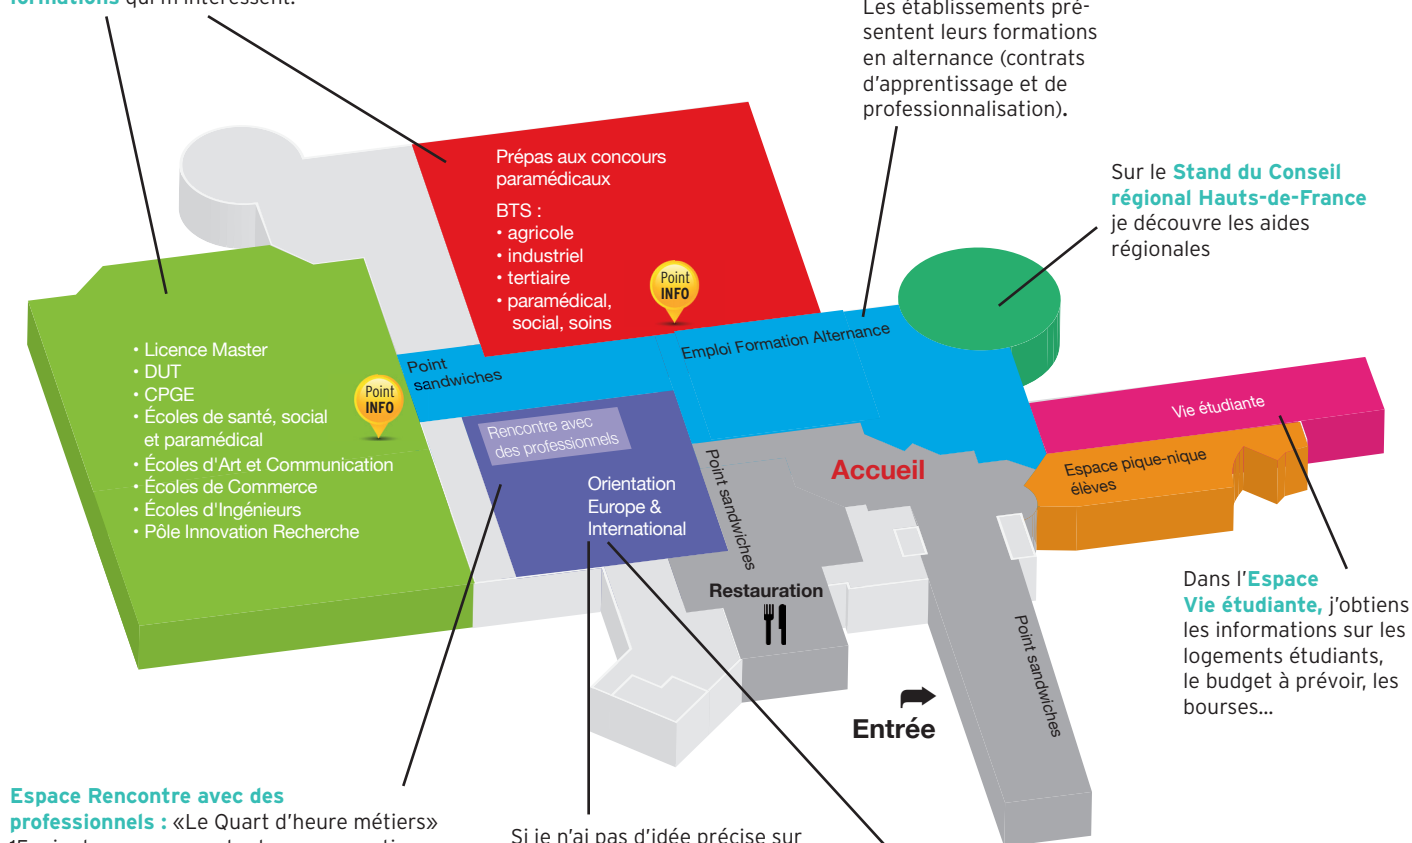 formations qui m'intéressent.
Les établissements pré-
sentent leurs formations
en alternance (contrats
d'apprentissage et de
professionnalisation).
Sur le Stand du Conseil
régional Hauts-de-France
je découvre les aides
régionales
Prépas aux concours
paramédicaux
BTS :
• agricole
• industriel
• tertiaire
• paramédical,
social, soins
Point
INFO
• Licence Master
• DUT
• CPGE
• Écoles de santé, social
et paramédical
• Écoles d'Art et Communication
• Écoles de Commerce
• Écoles d'Ingénieurs
• Pôle Innovation Recherche
Point
INFO
Point
sandwiches
Emploi Formation Alternance
Rencontre avec
des professionnels
Orientation
Europe &
International
Point sandwiches
Accueil
Vie étudiante
Espace pique-nique
élèves
Restauration
Point sandwiches
Entrée
Dans l'Espace
Vie étudiante, j'obtiens
les informations sur les
logements étudiants,
le budget à prévoir, les
bourses...
Espace Rencontre avec des
professionnels : «Le Quart d'heure métiers»
Si je n'ai pas d'idée précise sur